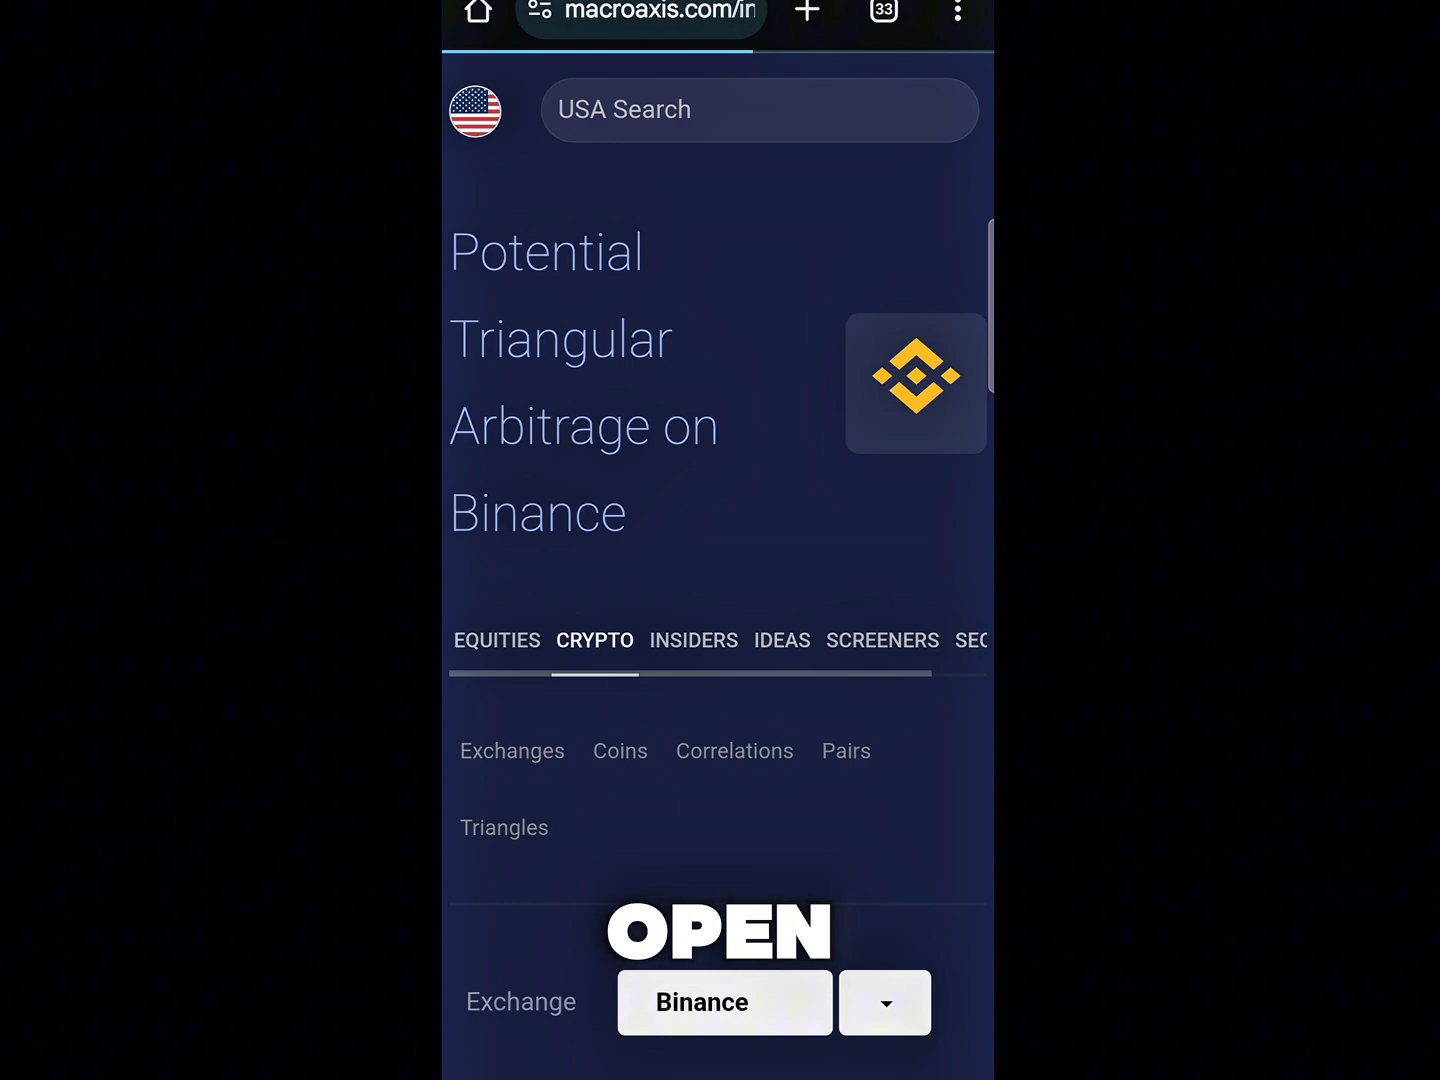 macroaxis.com/in
33
USA Search
Potential
Triangular
Arbitrage on
Binance
EQUITIES CRYPTO INSIDERS IDEAS SCREENERS SEC
Exchanges Coins Correlations Pairs
Triangles
OPEN
Exchange Binance